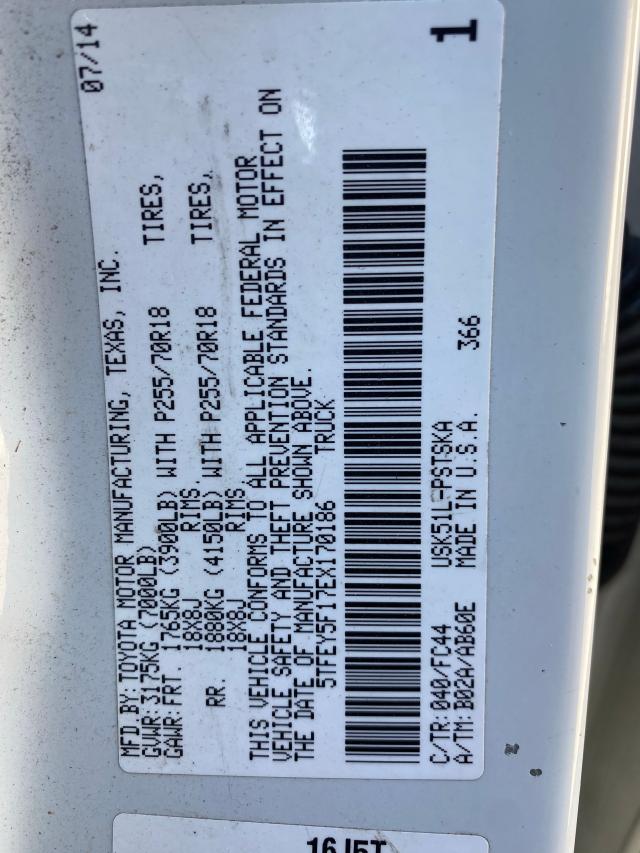 MFD.BY:TOYOTA MOTOR MANUFACTURING, TEXAS, INC. 07/14
GVWR:3175KG (7000LB)
GAWR:FRT. 1765KG (3900LB) WITH P255/70R18 TIRES,
18X8J RIMS
RR. 1880KG (4150LB) WITH P255/70R18 TIRES,
18X8J RIMS
THIS VEHICLE CONFORMS TO ALL APPLICABLE FEDERAL MOTOR
VEHICLE SAFETY AND THEFT PREVENTION STANDARDS IN EFFECT ON
THE DATE OF MANUFACTURE SHOWN ABOVE.
5TFEY5F17EX170186 TRUCK
C/TR:040/FC44 USK51L-PSTSKA 366 1
A/TM:B02A/AB60E MADE IN U.S.A.
16J5T